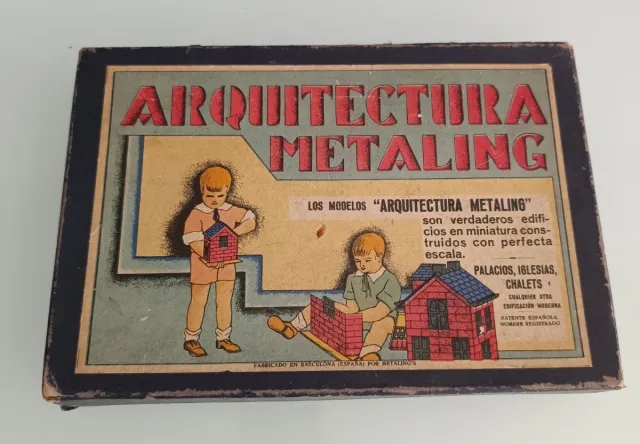 ARQUITECTURA
METALING
LOS MODELOS "ARQUITECTURA METALING"
son verdaderos edifi-
cios en miniatura cons-
truidos con perfecta
escala.
PALACIOS, IGLESIAS,
CHALETS Y
CUALQUIER OTRA
EDIFICACIÓN MODERNA
PATENTE ESPAÑOLA
NOMBRE REGISTRADO
FABRICADO EN BARCELONA (ESPAÑA) POR METALING'S